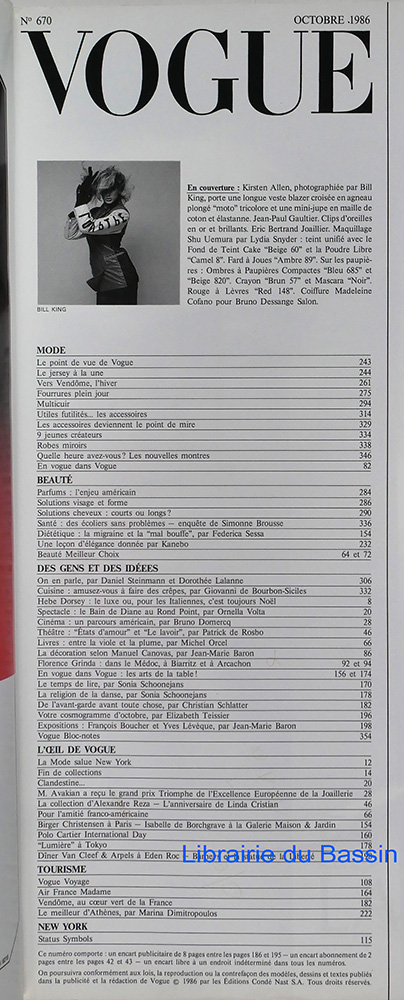 N° 670 OCTOBRE .1986
VOGUE
En couverture : Kirsten Allen, photographiée par Bill
King, porte une longue veste blazer croisée en agneau
plongé "moto" tricolore et une mini-jupe en maille de
coton et élastanne. Jean-Paul Gaultier. Clips d'oreilles
en or et brillants. Eric Bertrand Joaillier. Maquillage
Shu Uemura par Lydia Snyder : teint unifié avec le
Fond de Teint Cake "Beige 60" et la Poudre Libre
"Camel 8". Fard à Joues "Ambre 89". Sur les paupiè-
res : Ombres à Paupières Compactes "Bleu 685" et
"Beige 820". Crayon "Brun 57" et Mascara "Noir".
Rouge à Lèvres "Red 148". Coiffure Madeleine
Cofano pour Bruno Dessange Salon.
BILL KING
MODE
Le point de vue de Vogue 243
Le jersey à la une 244
Vers Vendôme, l'hiver 261
Fourrures plein jour 275
Multicuir 294
Utiles futilités... les accessoires 314
Les accessoires deviennent le point de mire 329
9 jeunes créateurs 334
Robes miroirs 338
Quelle heure avez-vous? Les nouvelles montres 346
En vogue dans Vogue 82
BEAUTÉ
Parfums : l'enjeu américain 284
Solutions visage et forme 286
Solutions cheveux : courts ou longs? 290
Santé : des écoliers sans problèmes — enquête de Simonne Brousse 336
Diététique : la migraine et la "mal bouffe", par Federica Sessa 154
Une leçon d'élégance donnée par Kanebo 232
Beauté Meilleur Choix 64 et 72
DES GENS ET DES IDÉES
On en parle, par Daniel Steinmann et Dorothée Lalanne 306
Cuisine : amusez-vous à faire des crêpes, par Giovanni de Bourbon-Siciles 332
Hebe Dorsey : le luxe ou, pour les Italiennes, c'est toujours Noël 8
Spectacle : le Bain de Diane au Rond Point, par Ornella Volta 20
Cinéma : un parcours américain, par Bruno Domercq 28
Théâtre : "États d'amour" et "Le lavoir", par Patrick de Rosbo 46
Livres : entre la viole et la plume, par Michel Orcel 66
La décoration selon Manuel Canovas, par Jean-Marie Baron 86
Florence Grinda : dans le Médoc, à Biarritz et à Arcachon 92 et 94
En vogue dans Vogue : les arts de la table! 156 et 174
Le temps de lire, par Sonia Schoonejans 170
La religion de la danse, par Sonia Schoonejans 178
De l'avant-garde avant toute chose, par Christian Schlatter 182
Votre cosmogramme d'octobre, par Elizabeth Teissier 196
Expositions : François Boucher et Yves Lévèque, par Jean-Marie Baron 198
Vogue Bloc-notes 354
L'ŒIL DE VOGUE
La Mode salue New York 12
Fin de collections 14
Clandestine... 20
M. Avakian a reçu le grand prix Triomphe de l'Excellence Européenne de la Joaillerie 28
La collection d'Alexandre Reza — L'anniversaire de Linda Cristian 46
Pour l'amitié franco-américaine 66
Birger Christensen à Paris — Isabelle de Borchgrave à la Galerie Maison & Jardin 154
Polo Cartier International Day 160
"Lumière" à Tokyo 178
Dîner Van Cleef & Arpels à Eden Roc
Librairie du Bassin
TOURISME
Vogue Voyage 108
Air France Madame 164
Vendôme, au cœur vert de la France 182
Le meilleur d'Athènes, par Marina Dimitropoulos 222
NEW YORK
Status Symbols 115
Ce numéro comporte : un encart publicitaire de 8 pages entre les pages 186 et 195 — un encart abonnement de 2
pages entre les pages 42 et 43 — un encart libre à un endroit indéterminé dans tous les numéros.
On poursuivra conformément aux lois, la reproduction ou la contrefaçon des modèles, dessins et textes publiés
dans la publicité et la rédaction de Vogue © 1986 par les Éditions Condé Nast S.A. Tous droits réservés.